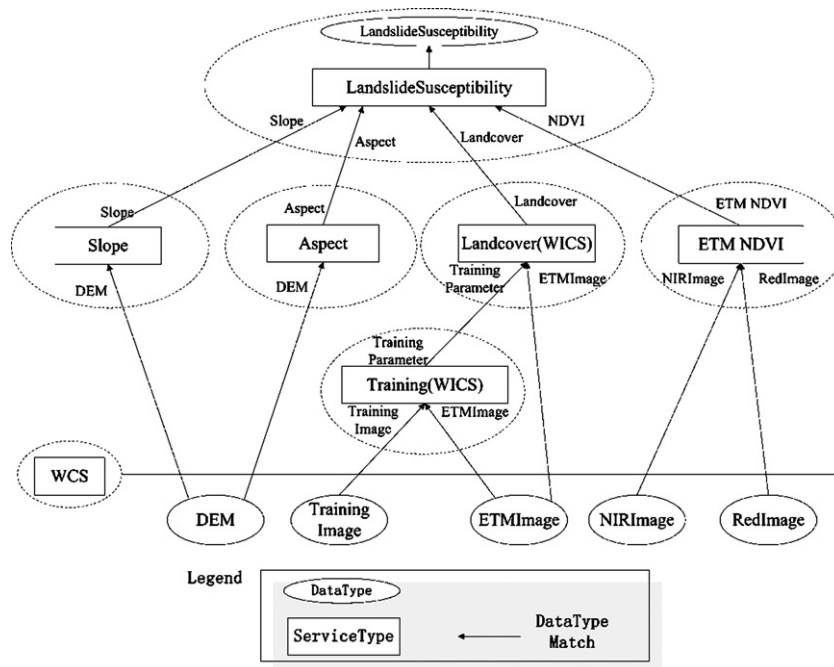 LandslideSusceptibility
LandslideSusceptibility
Slope
Aspect
Landcover
NDVI
Slope
Aspect
Landcover
ETM NDVI
Slope
Aspect
Landcover(WICS)
ETM NDVI
DEM
DEM
Training
Parameter
ETMImage
NIRImage
RedImage
Training
Parameter
Training(WICS)
Training
Image
ETMImage
WCS
DEM
Training
Image
ETMImage
NIRImage
RedImage
Legend
DataType
ServiceType
DataType
Match